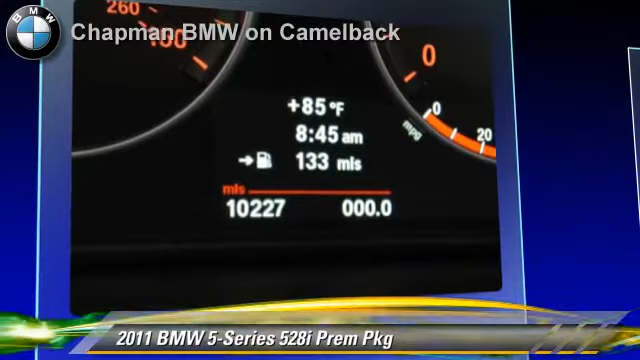 BMW
Chapman BMW on Camelback
260
0
+85°F
8:45 am
0
mpg
20
133 mls
mls
10227 000.0
2011 BMW 5-Series 528i Prem Pkg